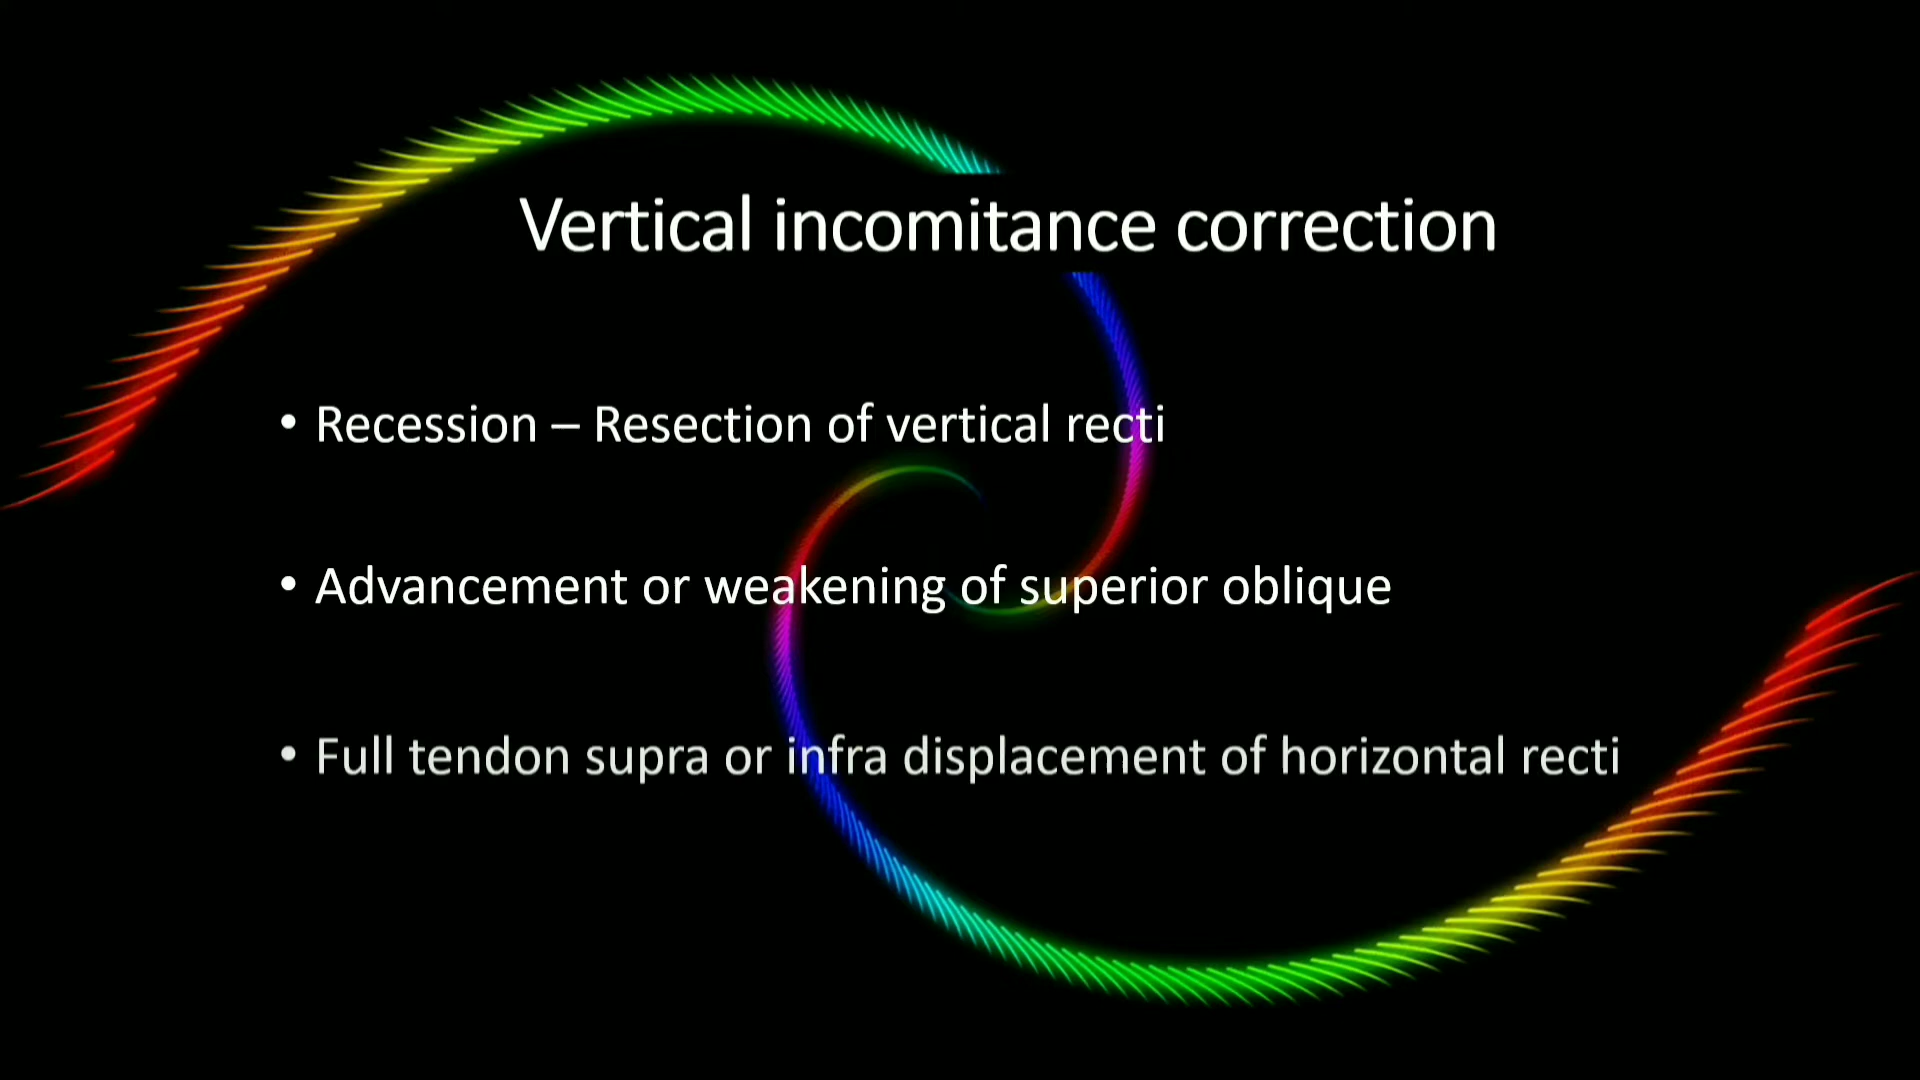 Vertical incomitance correction
• Recession – Resection of vertical recti
• Advancement or weakening of superior oblique
• Full tendon supra or infra displacement of horizontal recti